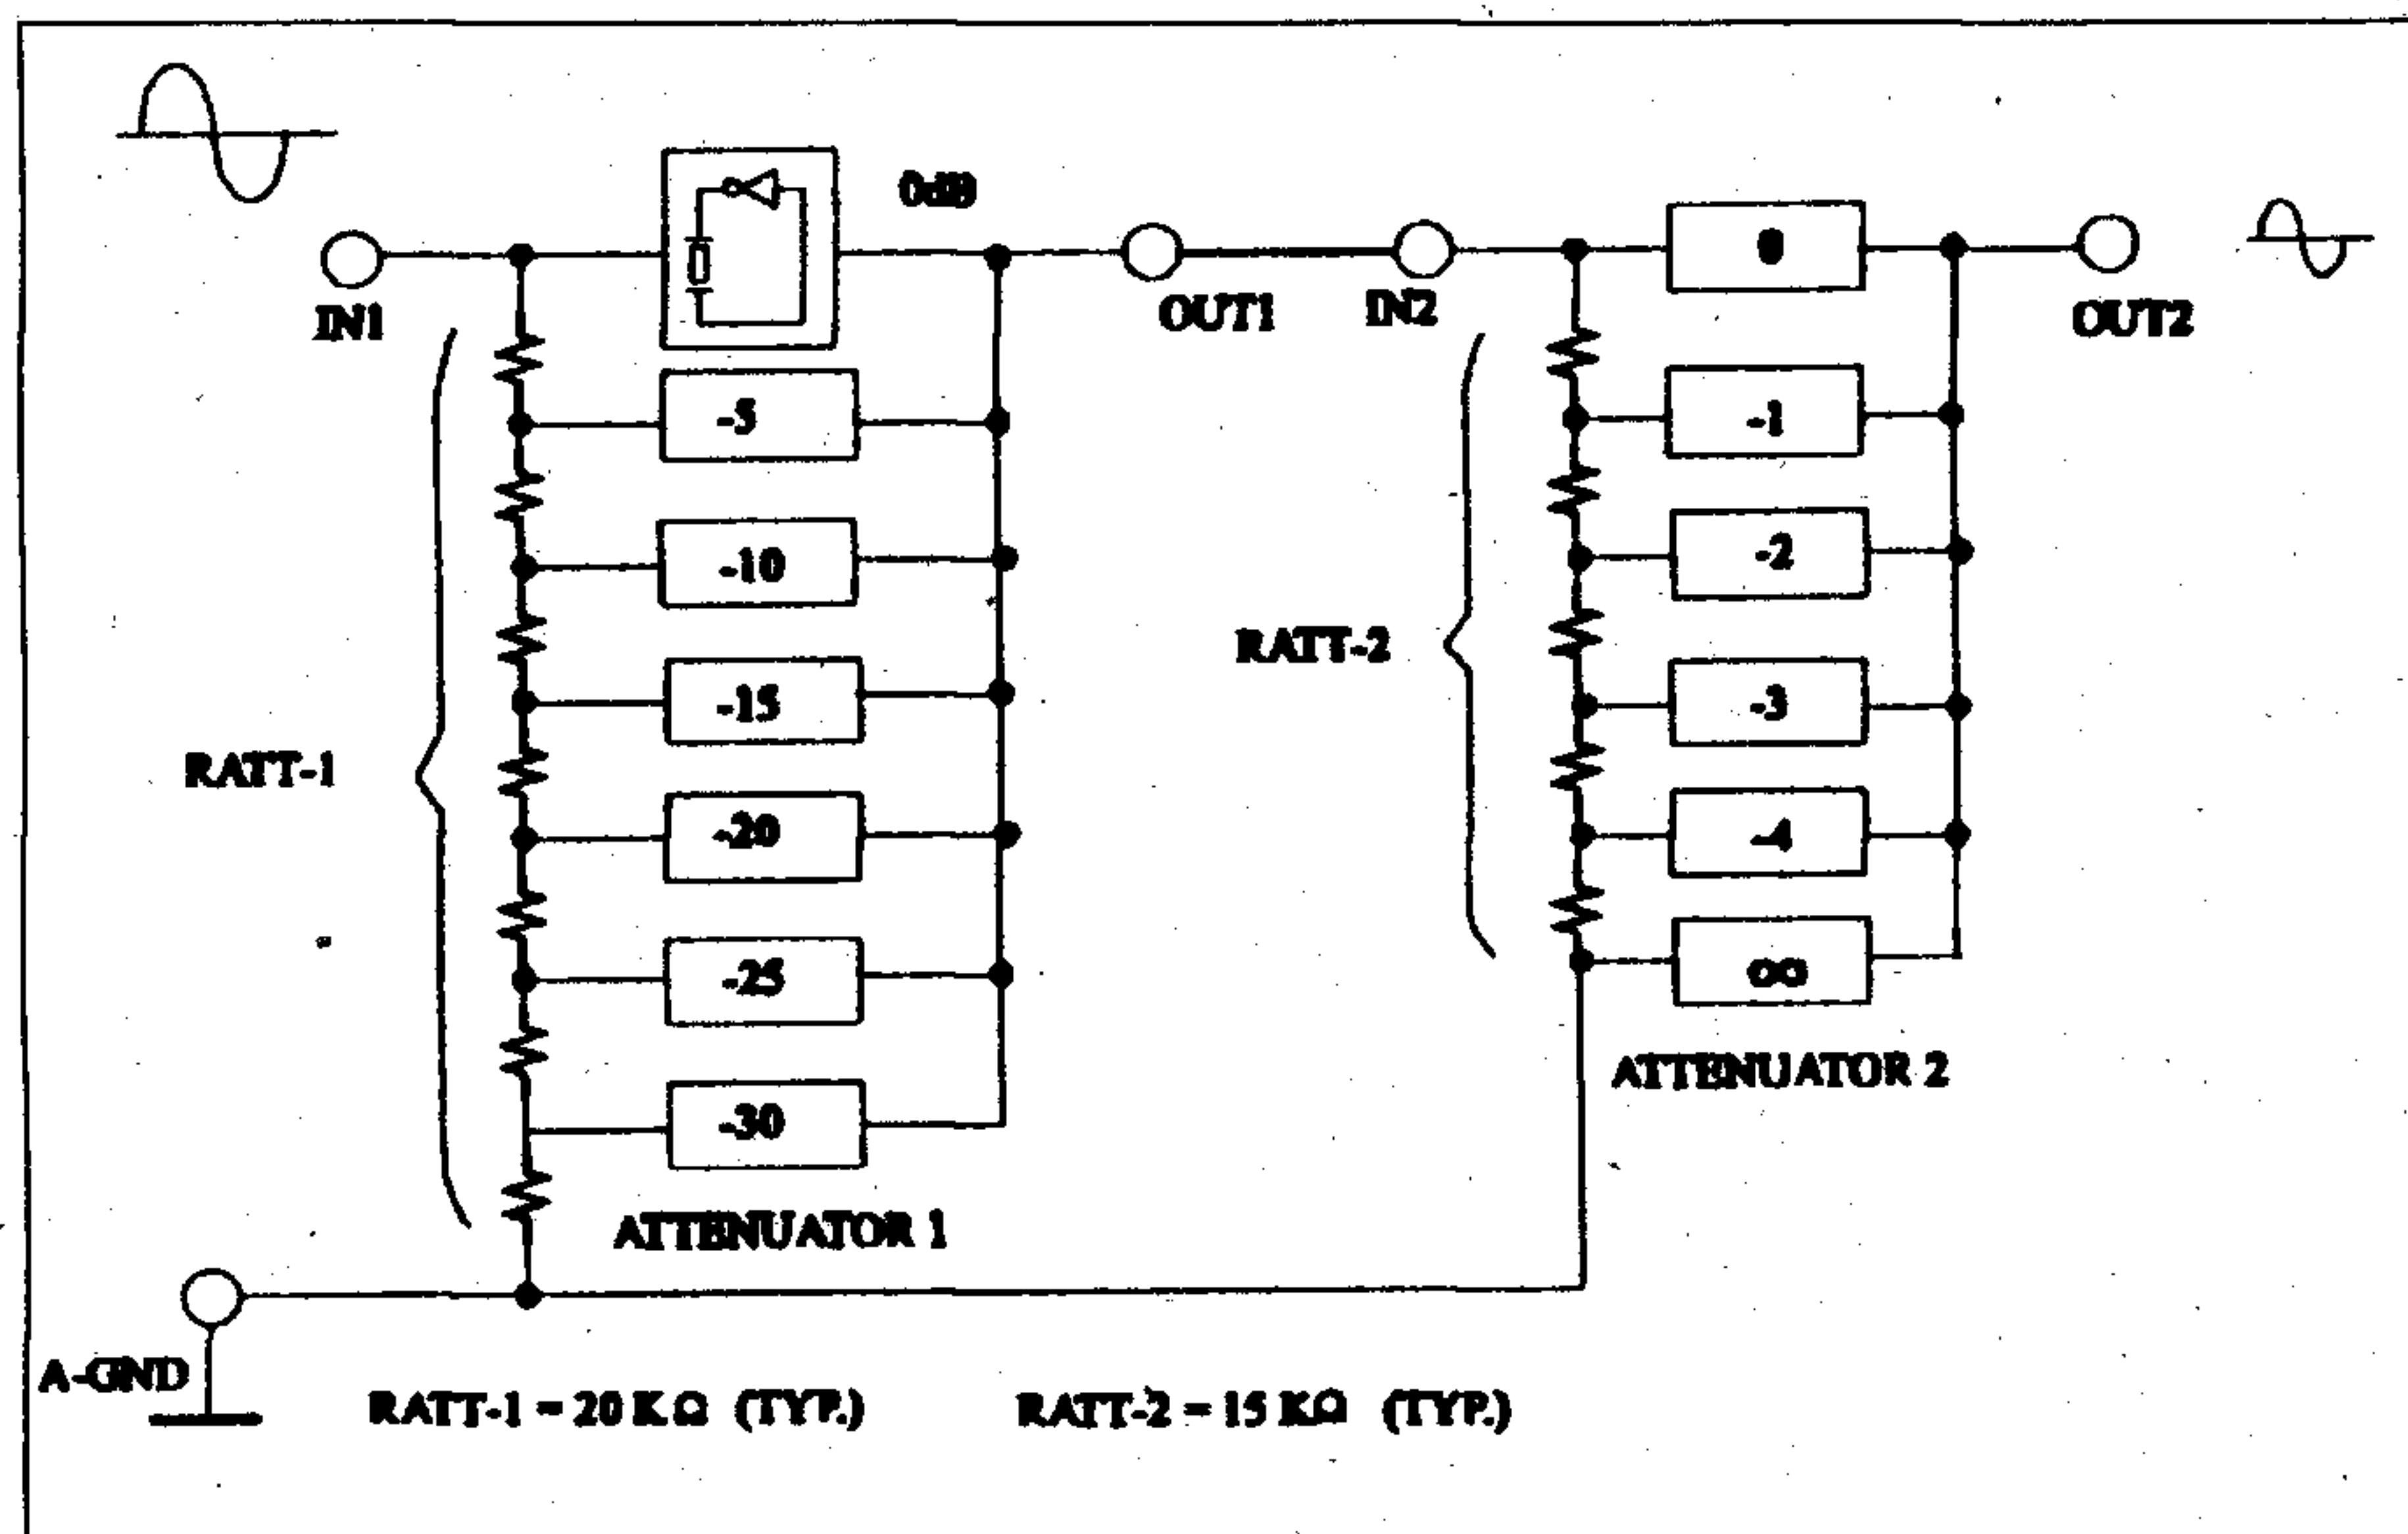 0dB
IN1
OUT1
IN2
OUT2
0
-5
-10
-15
-20
-25
-30
RATT-1
ATTENUATOR 1
-1
-2
-3
-4
∞
RATT-2
ATTENUATOR 2
A-GND
RATT-1 = 20 KΩ (TYP.)
RATT-2 = 15 KΩ (TYP.)